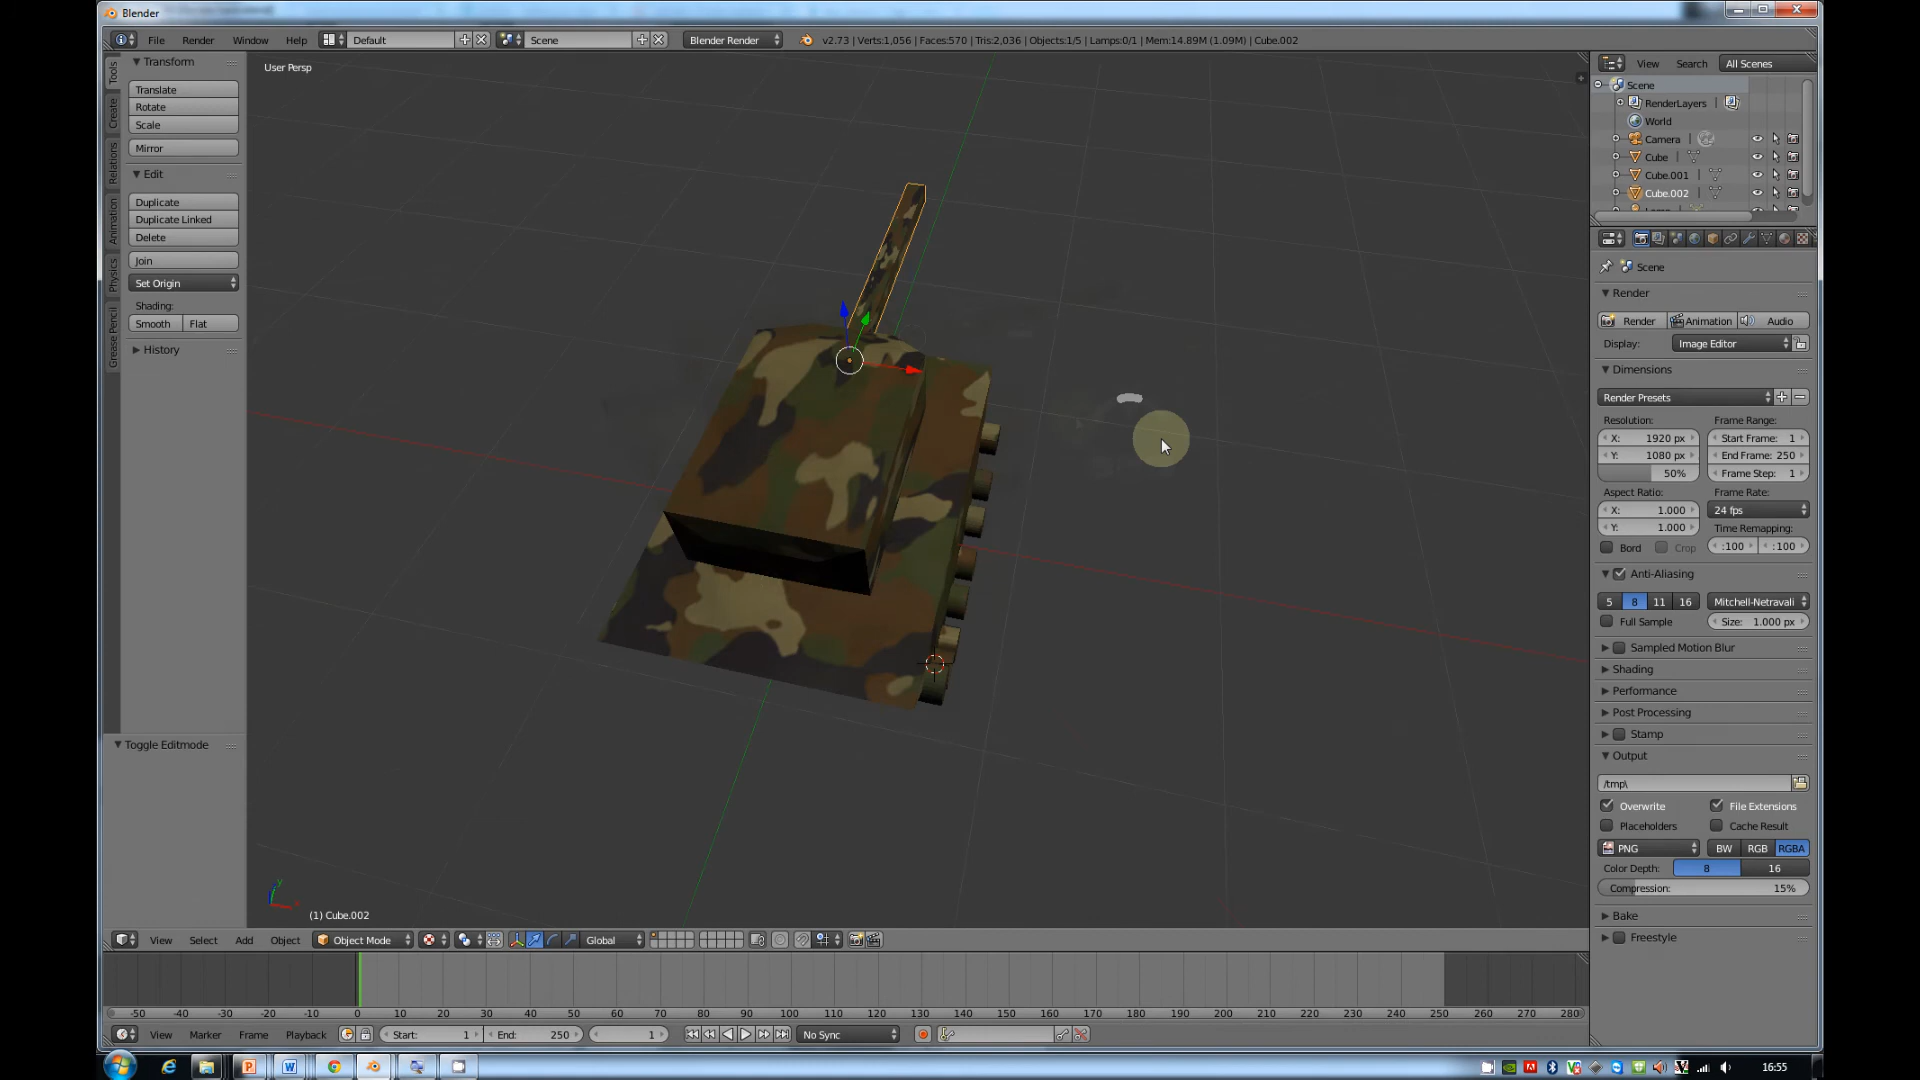 Blender
File Render Window Help Default Scene Blender Render v2.73 | Verts:1,056 | Faces:570 | Tris:2,036 | Objects:1/5 | Lamps:0/1 | Mem:14.89M (1.09M) | Cube.002
Tools
Create
Relations
Animation
Physics
Grease Pencil
Transform
Translate
Rotate
Scale
Mirror
Edit
Duplicate
Duplicate Linked
Delete
Join
Set Origin
Shading:
Smooth Flat
History
Toggle Editmode
User Persp
(1) Cube.002
View Search All Scenes
Scene
RenderLayers |
World
Camera
Cube
Cube.001
Cube.002
Scene
Render
Render Animation Audio
Display: Image Editor
Dimensions
Render Presets
Resolution: Frame Range:
X: 1920 px Start Frame: 1
Y: 1080 px End Frame: 250
50% Frame Step: 1
Aspect Ratio: Frame Rate:
X: 1.000 24 fps
Y: 1.000 Time Remapping:
Bord Crop :100 :100
Anti-Aliasing
5 8 11 16 Mitchell-Netravali
Full Sample Size: 1.000 px
Sampled Motion Blur
Shading
Performance
Post Processing
Stamp
Output
/tmp\
Overwrite File Extensions
Placeholders Cache Result
PNG BW RGB RGBA
Color Depth: 8 16
Compression: 15%
Bake
Freestyle
View Select Add Object Object Mode Global
-50 -40 -30 -20 -10 0 10 20 30 40 50 60 70 80 90 100 110 120 130 140 150 160 170 180 190 200 210 220 230 240 250 260 270 280
View Marker Frame Playback Start: 1 End: 250 1 No Sync
16:55